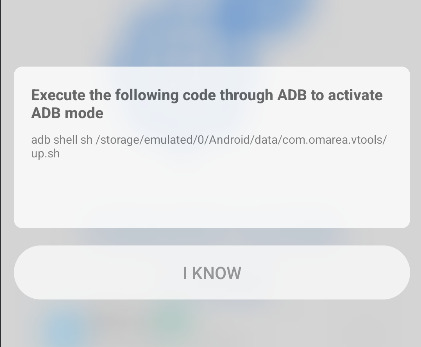 Execute the following code through ADB to activate
ADB mode
adb shell sh /storage/emulated/0/Android/data/com.omarea.vtools/
up.sh
I KNOW